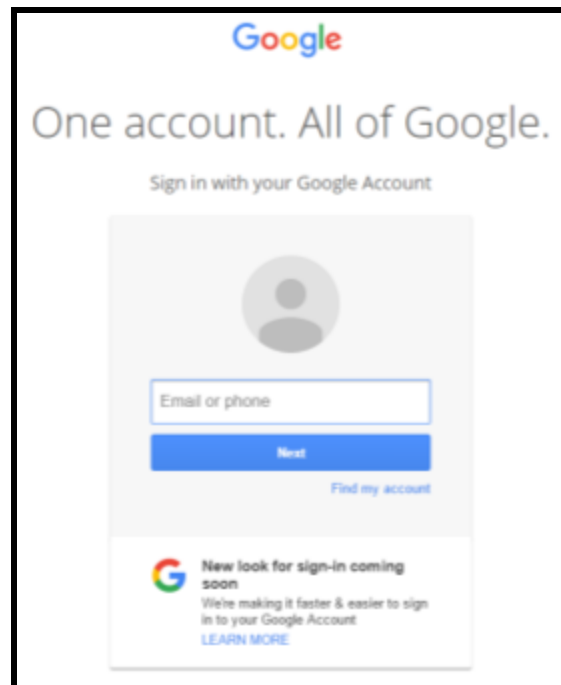 Google
One account. All of Google.
Sign in with your Google Account
Email or phone
Next
Find my account
New look for sign-in coming
soon
We're making it faster & easier to sign
in to your Google Account
LEARN MORE